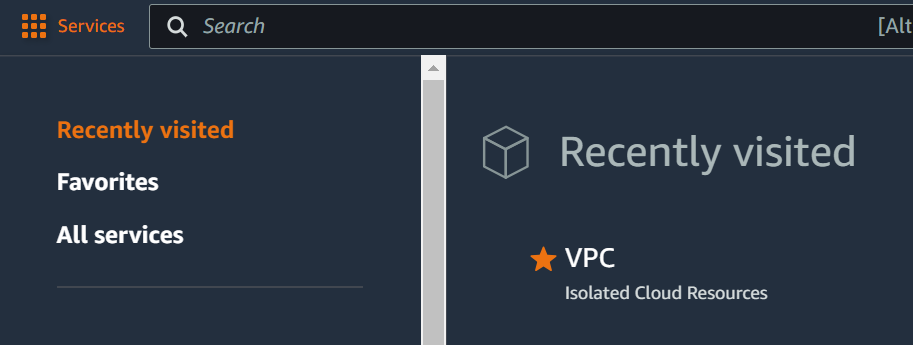 Services
Search
[Alt
Recently visited
Favorites
All services
Recently visited
VPC
Isolated Cloud Resources